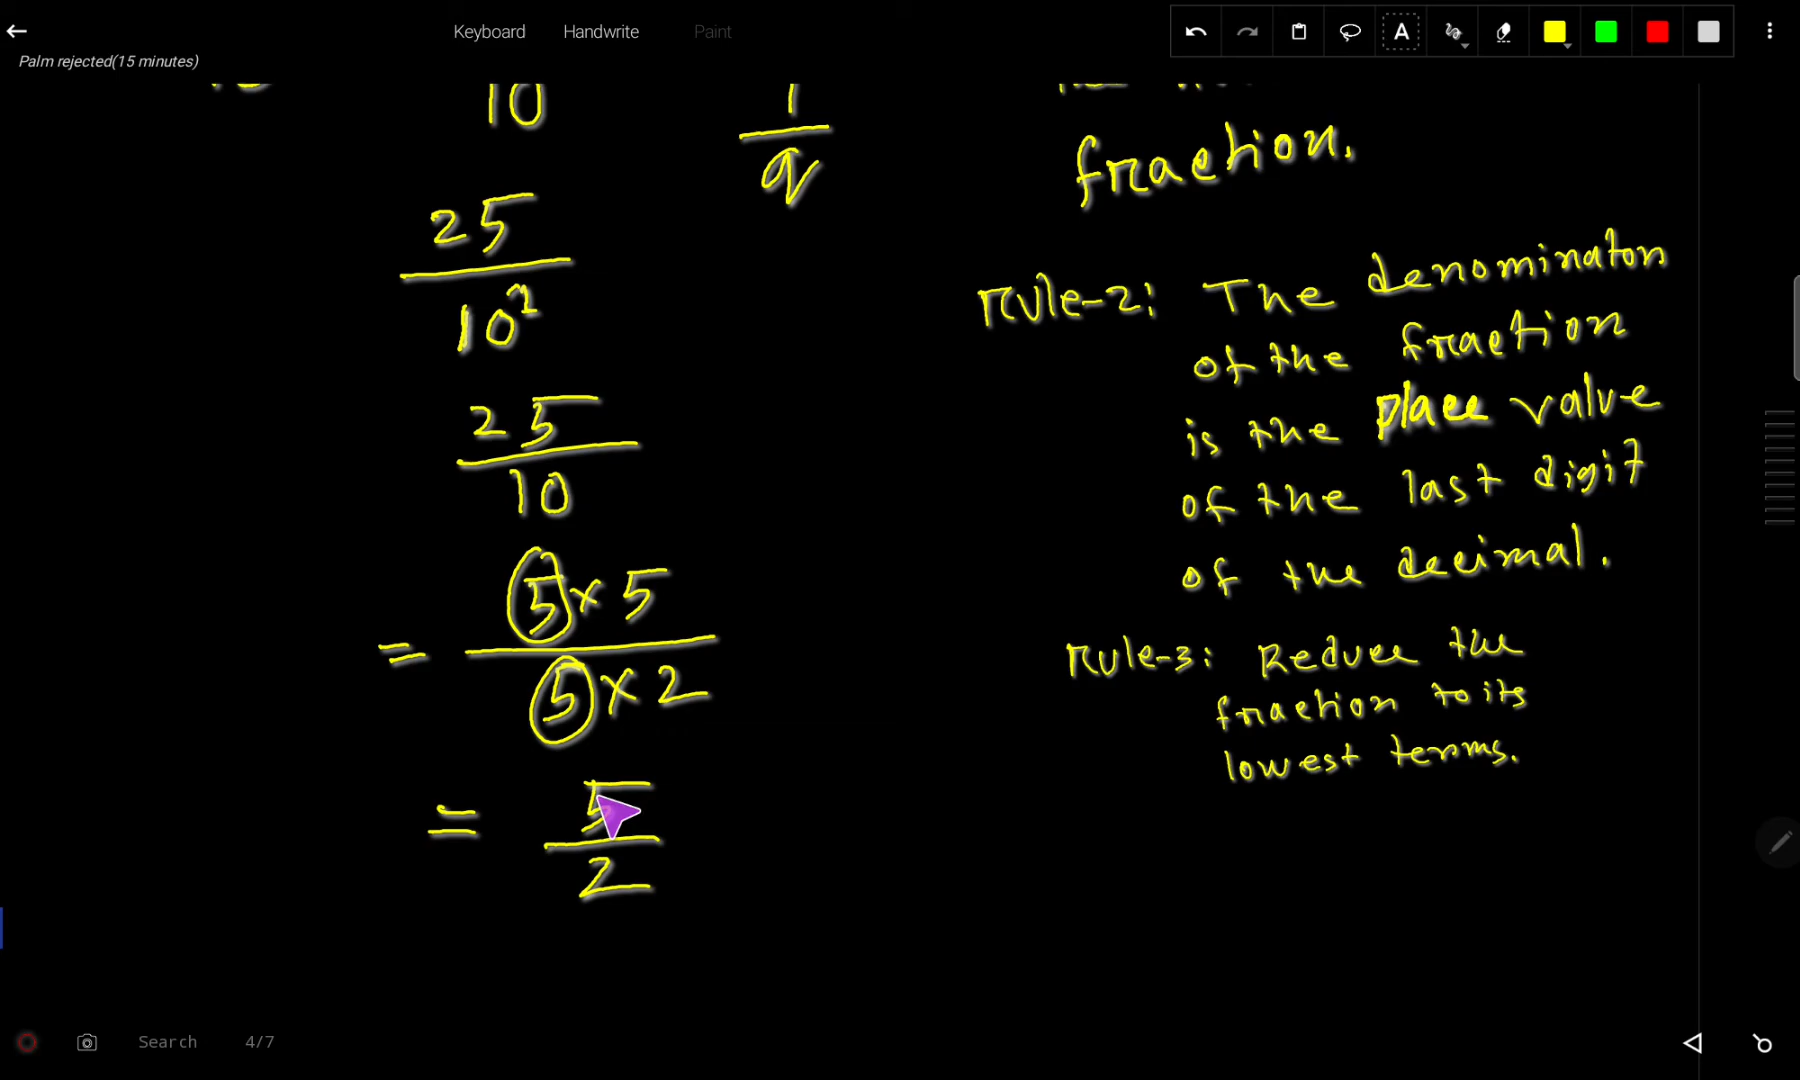 Keyboard Handwrite Paint
Palm rejected(15 minutes)
10
1
q
fraction.
25
10¹
Rule-2: The denominator
of the fraction
is the place value
of the last digit
of the decimal.
25
10
5 × 5
=
5 × 2
Rule-3: Reduce the
fraction to its
lowest terms.
= 5
2
Search 4/7